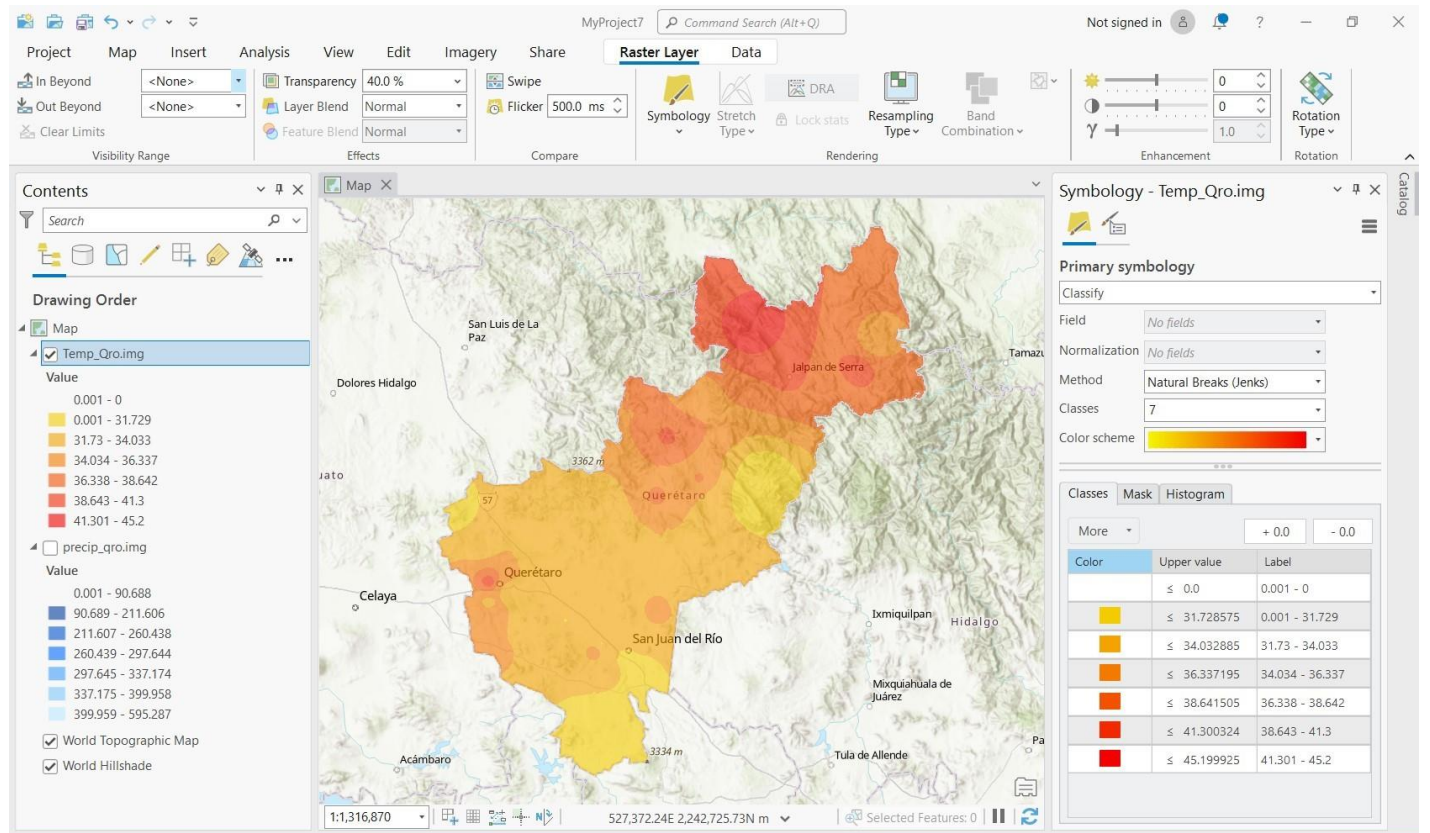 MyProject7
Command Search (Alt+Q)
Not signed in
?
Project Map Insert Analysis View Edit Imagery Share Raster Layer Data
In Beyond <None>
Out Beyond <None>
Clear Limits
Visibility Range
Transparency 40.0 %
Layer Blend Normal
Feature Blend Normal
Effects
Swipe
Flicker 500.0 ms
Compare
Symbology
Stretch Type
DRA
Lock stats
Resampling Type
Band Combination
Rendering
0
0
γ 1.0
Enhancement
Rotation Type
Rotation
Contents
Search
Drawing Order
Map
Temp_Qro.img
Value
0.001 - 0
0.001 - 31.729
31.73 - 34.033
34.034 - 36.337
36.338 - 38.642
38.643 - 41.3
41.301 - 45.2
precip_qro.img
Value
0.001 - 90.688
90.689 - 211.606
211.607 - 260.438
260.439 - 297.644
297.645 - 337.174
337.175 - 399.958
399.959 - 595.287
World Topographic Map
World Hillshade
Map
San Luis de La
Paz
Dolores Hidalgo
Jalpan de Serra
Tamazu
3362 m
uato
57
Querétaro
Querétaro
Celaya
Ixmiquilpan
Hidalgo
San Juan del Río
Mixquiahuala de
Juárez
3334 m
Acámbaro
Tula de Allende
Pa
1:1,316,870
527,372.24E 2,242,725.73N m
Selected Features: 0
Symbology - Temp_Qro.img
Primary symbology
Classify
Field No fields
Normalization No fields
Method Natural Breaks (Jenks)
Classes 7
Color scheme
Classes Mask Histogram
More + 0.0 - 0.0
Color Upper value Label
≤ 0.0 0.001 - 0
≤ 31.728575 0.001 - 31.729
≤ 34.032885 31.73 - 34.033
≤ 36.337195 34.034 - 36.337
≤ 38.641505 36.338 - 38.642
≤ 41.300324 38.643 - 41.3
≤ 45.199925 41.301 - 45.2
Catalog